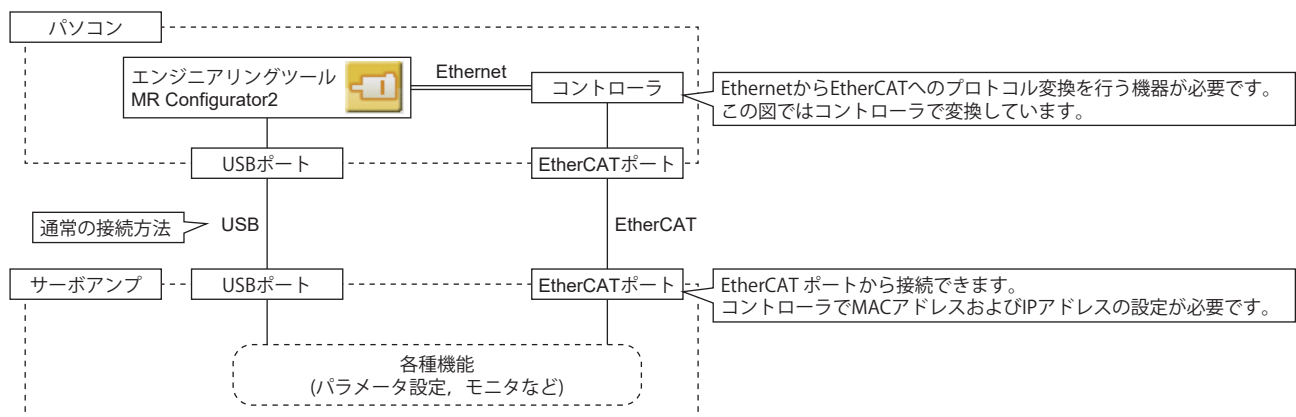 パソコン
エンジニアリングツール
MR Configurator2
Ethernet
コントローラ
EthernetからEtherCATへのプロトコル変換を行う機器が必要です。
この図ではコントローラで変換しています。
USBポート
EtherCATポート
通常の接続方法
USB
EtherCAT
サーボアンプ
USBポート
EtherCATポート
EtherCAT ポートから接続できます。
コントローラでMACアドレスおよびIPアドレスの設定が必要です。
各種機能
(パラメータ設定，モニタなど)